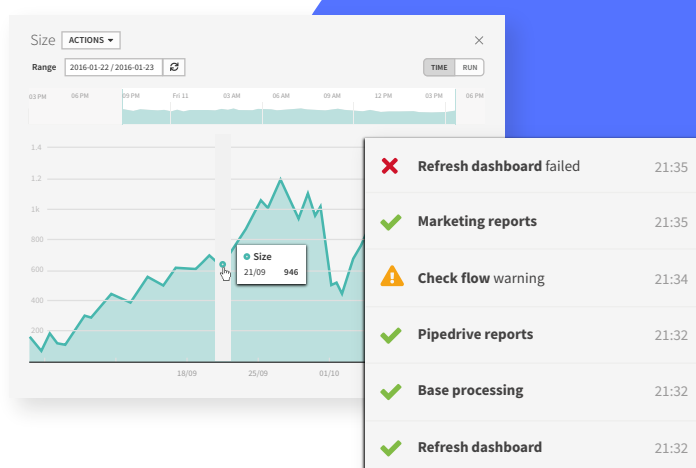 Size ACTIONS
Range 2016-01-22 / 2016-01-23 TIME RUN
03 PM 06 PM 09 PM Fri 11 03 AM 06 AM 09 AM 12 PM 03 PM 06 PM
1,4
1.2
1k
800
600
400
200
Size
21/09 946
18/09 25/09 01/10
Refresh dashboard failed 21:35
Marketing reports 21:35
Check flow warning 21:34
Pipedrive reports 21:32
Base processing 21:32
Refresh dashboard 21:32